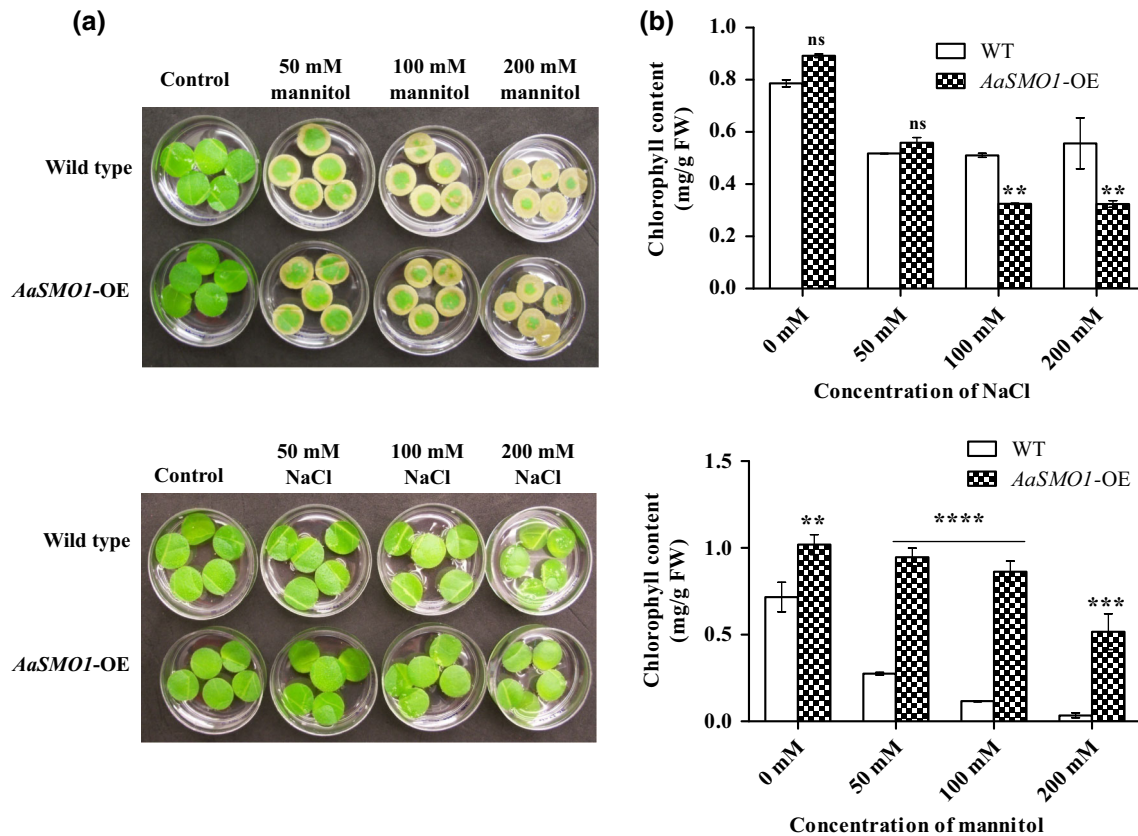 (a)
Control
50 mM
mannitol
100 mM
mannitol
200 mM
mannitol
Wild type
AaSMO1-OE
Control
50 mM
NaCl
100 mM
NaCl
200 mM
NaCl
Wild type
AaSMO1-OE
(b)
Chlorophyll content
(mg/g FW)
1.0
0.8
0.6
0.4
0.2
0.0
ns
ns
**
**
WT
AaSMO1-OE
0 mM
50 mM
100 mM
200 mM
Concentration of NaCl
Chlorophyll content
(mg/g FW)
1.5
1.0
0.5
0.0
WT
AaSMO1-OE
**
****
***
0 mM
50 mM
100 mM
200 mM
Concentration of mannitol